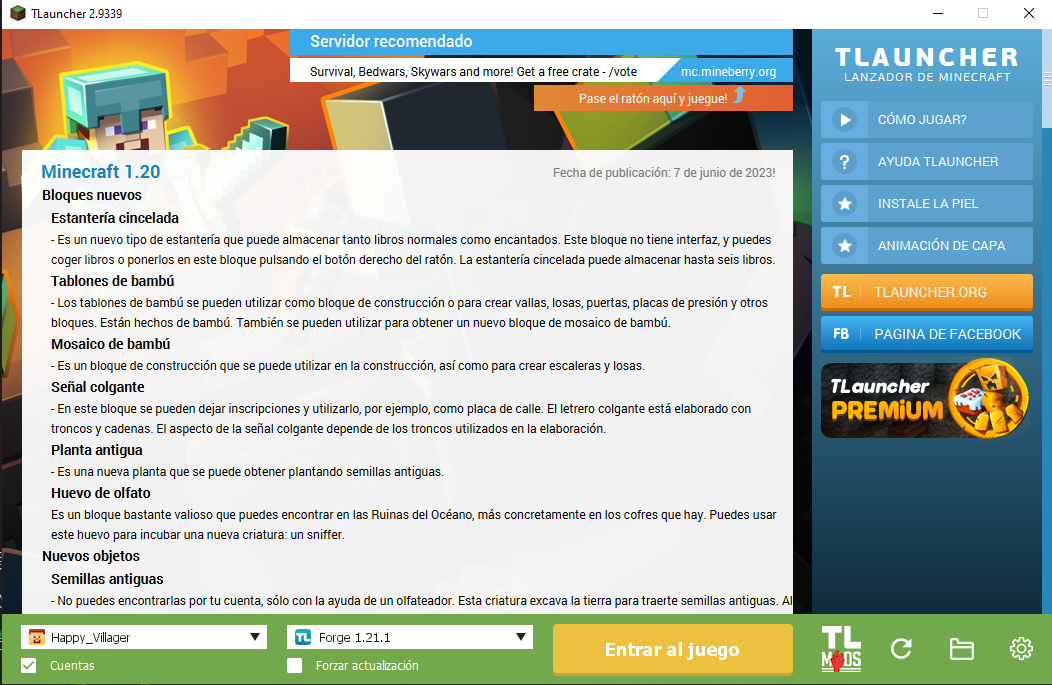 TLauncher 2.9339
Servidor recomendado
Survival, Bedwars, Skywars and more! Get a free crate - /vote
mc.mineberry.org
Pase el ratón aquí y juegue!
Minecraft 1.20
Fecha de publicación: 7 de junio de 2023!
Bloques nuevos
Estantería cincelada
- Es un nuevo tipo de estantería que puede almacenar tanto libros normales como encantados. Este bloque no tiene interfaz, y puedes
coger libros o ponerlos en este bloque pulsando el botón derecho del ratón. La estantería cincelada puede almacenar hasta seis libros.
Tablones de bambú
- Los tablones de bambú se pueden utilizar como bloque de construcción o para crear vallas, losas, puertas, placas de presión y otros
bloques. Están hechos de bambú. También se pueden utilizar para obtener un nuevo bloque de mosaico de bambú.
Mosaico de bambú
- Es un bloque de construcción que se puede utilizar en la construcción, así como para crear escaleras y losas.
Señal colgante
- En este bloque se pueden dejar inscripciones y utilizarlo, por ejemplo, como placa de calle. El letrero colgante está elaborado con
troncos y cadenas. El aspecto de la señal colgante depende de los troncos utilizados en la elaboración.
Planta antigua
- Es una nueva planta que se puede obtener plantando semillas antiguas.
Huevo de olfato
Es un bloque bastante valioso que puedes encontrar en las Ruinas del Océano, más concretamente en los cofres que hay. Puedes usar
este huevo para incubar una nueva criatura: un sniffer.
Nuevos objetos
Semillas antiguas
- No puedes encontrarlas por tu cuenta, sólo con la ayuda de un olfateador. Esta criatura excava la tierra para traerte semillas antiguas. Al
TLAUNCHER
LANZADOR DE MINECRAFT
CÓMO JUGAR?
? AYUDA TLAUNCHER
INSTALE LA PIEL
ANIMACIÓN DE CAPA
TL TLAUNCHER.ORG
FB PAGINA DE FACEBOOK
TLauncher
PREMIUM
Happy_Villager
TL Forge 1.21.1
Entrar al juego
Cuentas
Forzar actualización
TL
MODS